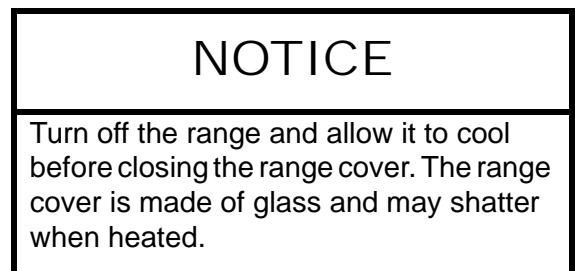 NOTICE
Turn off the range and allow it to cool
before closing the range cover. The range
cover is made of glass and may shatter
when heated.